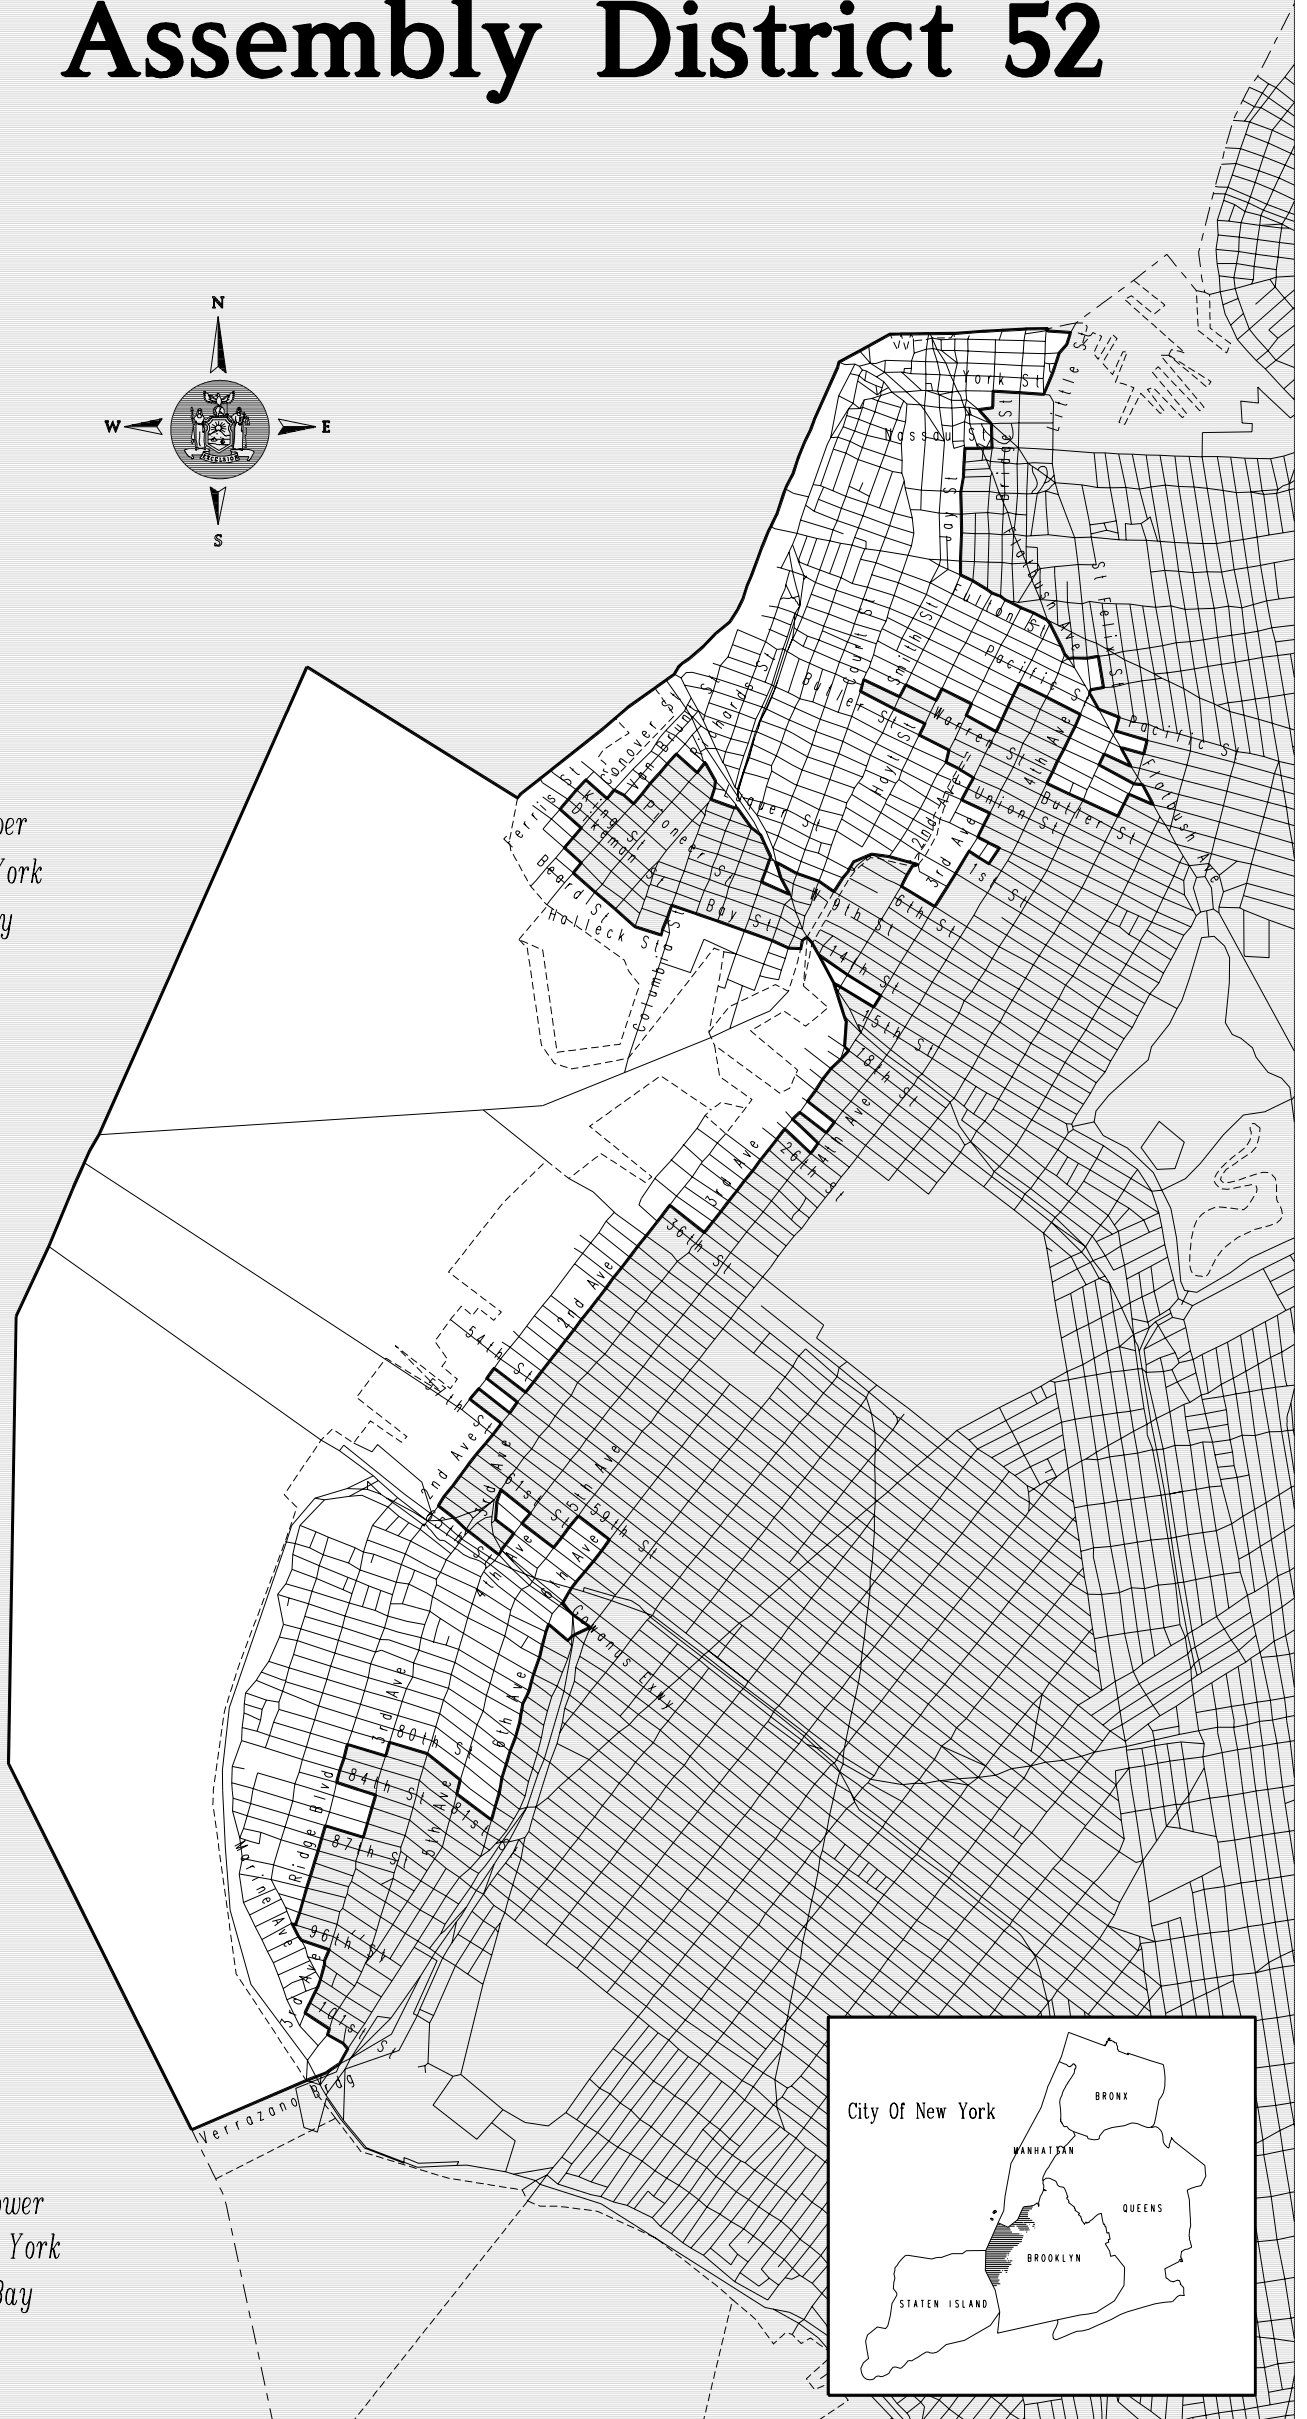 Assembly District 52
N
W
E
S
EXCELSIOR
York St
Little St
Nassau St
Bridge St
Jay St
Flatbush Ave
St Felix St
Fulton St
Court St
Smith St
Pacific St
Butler St
Warren St
Hoyt St
4th Ave
Pacific St
Flatbush Ave
Union St
Butler St
2nd Ave
3rd Ave
1st St
6th St
Conover St
Van Brunt St
Richards St
Ferris St
King St
Dikeman St
Pioneer St
Luquer St
Beard St
Halleck St
Columbia St
Bay St
W 9th St
14th St
15th St
18th St
4th Ave
26th St
3rd Ave
36th St
2nd Ave
54th St
57th St
2nd Ave
3rd Ave
61st St
5th Ave
59th St
4th Ave
6th Ave
Gowanus Exwy
3rd Ave
80th St
6th Ave
84th St
81st St
5th Ave
Ridge Blvd
87th St
Marine Ave
96th St
3rd Ave
101st St
Verrazano Brdg
York
York
Bay
City Of New York
BRONX
MANHATTAN
QUEENS
BROOKLYN
STATEN ISLAND